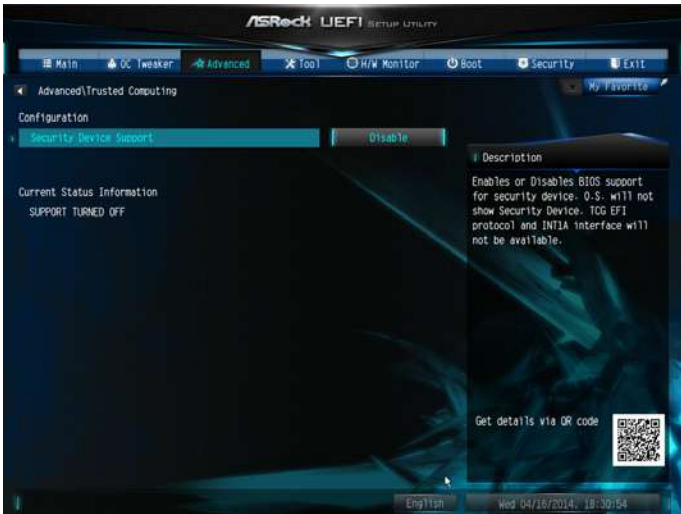 ASRock UEFI SETUP UTILITY
Main OC Tweaker Advanced Tool H/W Monitor Boot Security Exit
Advanced\Trusted Computing
My Favorite
Configuration
Security Device Support Disable
Current Status Information
SUPPORT TURNED OFF
Description
Enables or Disables BIOS support
for security device. O.S. will not
show Security Device. TCG EFI
protocol and INT1A interface will
not be available.
Get details via QR code
English Wed 04/16/2014, 18:30:54